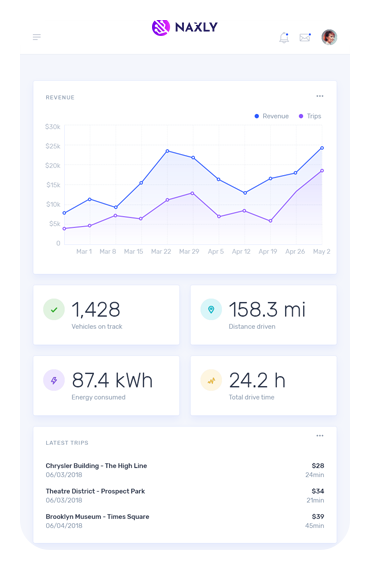 NAXLY
REVENUE
Revenue Trips
$30k
$25k
$20k
$15k
$10k
$5k
0
Mar 1 Mar 8 Mar 15 Mar 22 Mar 29 Apr 5 Apr 12 Apr 19 Apr 26 May 2
1,428
Vehicles on track
158.3 mi
Distance driven
87.4 kWh
Energy consumed
24.2 h
Total drive time
LATEST TRIPS
Chrysler Building - The High Line $28
06/03/2018 24min
Theatre District - Prospect Park $34
06/03/2018 21min
Brooklyn Museum - Times Square $39
06/04/2018 45min